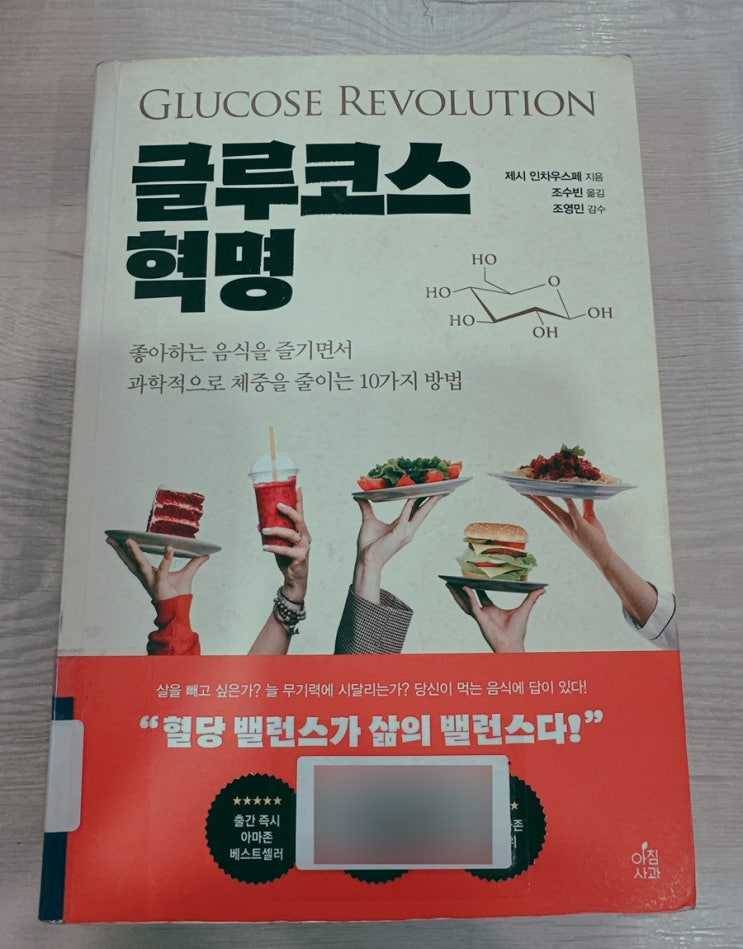 GLUCOSE REVOLUTION
글루코스
혁명
제시 인차우스페 지음
조수빈 옮김
조영민 감수
HO
O
HO
HO
OH
OH
좋아하는 음식을 즐기면서
과학적으로 체중을 줄이는 10가지 방법
살을 빼고 싶은가? 늘 무기력에 시달리는가? 당신이 먹는 음식에 답이 있다!
“혈당 밸런스가 삶의 밸런스다!”
출간 즉시
아마존
베스트셀러
아침
사과